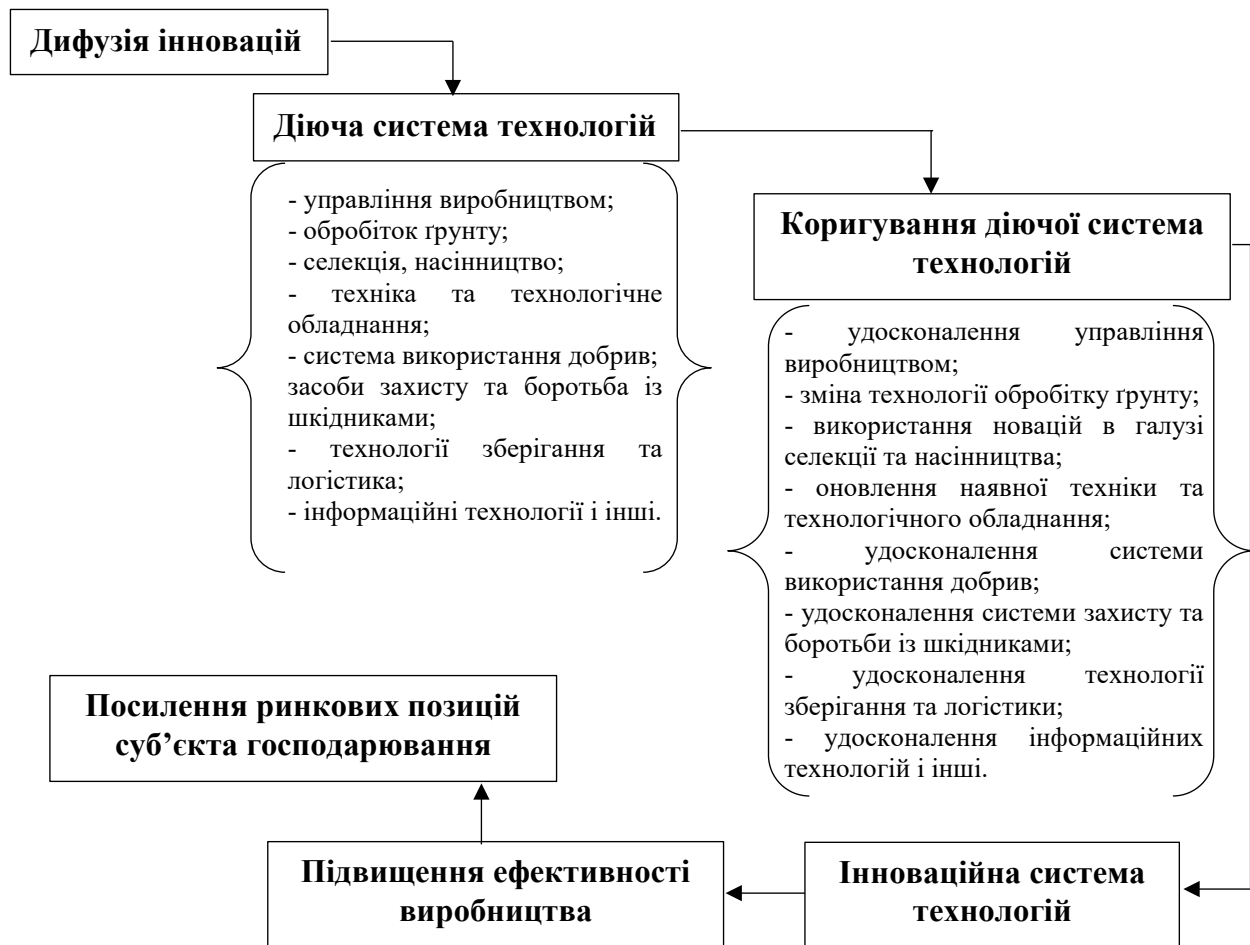 Дифузія інновацій
Діюча система технологій
- управління виробництвом;
- обробіток ґрунту;
- селекція, насінництво;
- техніка та технологічне
обладнання;
- система використання добрив;
засоби захисту та боротьба із
шкідниками;
- технології зберігання та
логістика;
- інформаційні технології і інші.
Коригування діючої система
технологій
- удосконалення управління
виробництвом;
- зміна технології обробітку ґрунту;
- використання новацій в галузі
селекції та насінництва;
- оновлення наявної техніки та
технологічного обладнання;
- удосконалення системи
використання добрив;
- удосконалення системи захисту та
боротьби із шкідниками;
- удосконалення технології
зберігання та логістики;
- удосконалення інформаційних
технологій і інші.
Інноваційна система
технологій
Підвищення ефективності
виробництва
Посилення ринкових позицій
суб’єкта господарювання